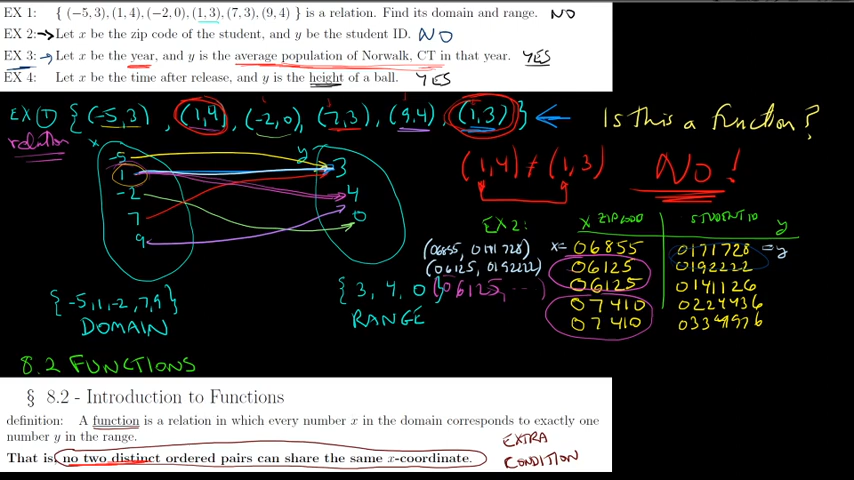 EX 1: { (−5, 3), (1, 4), (−2, 0), (1, 3), (7, 3), (9, 4) } is a relation. Find its domain and range. NO
EX 2: Let x be the zip code of the student, and y be the student ID. NO
EX 3: Let x be the year, and y is the average population of Norwalk, CT in that year. YES
EX 4: Let x be the time after release, and y is the height of a ball. YES
EX 1 { (-5,3) , (1,4) , (-2,0) , (7,3) , (9,4) , (1,3) } Is this a function?
relation
x y
-5 3
1 4
-2 0
7
9
(1,4) ≠ (1,3) NO!
{-5,1,-2,7,9}
DOMAIN
{3, 4, 0}
RANGE
EX2:
X ZIPCOD STUDENT ID y
(06855, 0171728) x= 06855 0171728 =y
(06125, 0192222) 06125 0192222
(06125, ...) 06125 0141126
07410 0224436
07410
8.2 FUNCTIONS
§ 8.2 - Introduction to Functions
definition: A function is a relation in which every number x in the domain corresponds to exactly one
number y in the range.
That is, no two distinct ordered pairs can share the same x-coordinate.
EXTRA
CONDITION